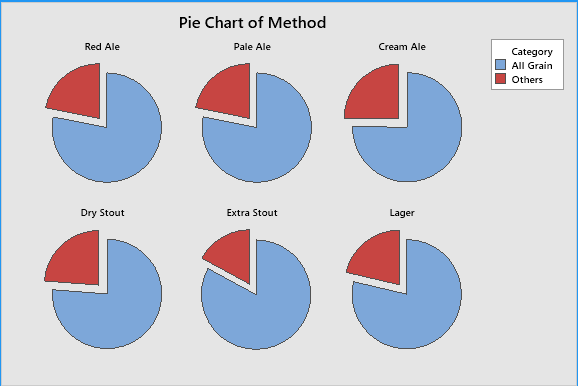 Pie Chart of Method
Red Ale
Pale Ale
Cream Ale
Category
All Grain
Others
Dry Stout
Extra Stout
Lager